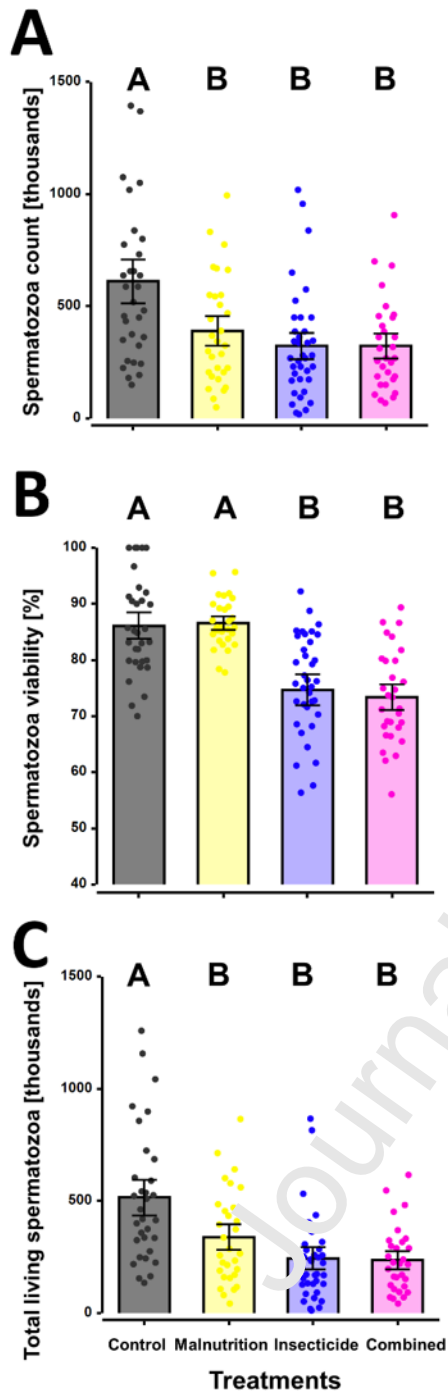 A
A B B B
1500
1000
500
0
Spermatozoa count [thousands]
B
A A B B
100
90
80
70
60
50
40
Spermatozoa viability [%]
C
A B B B
1500
1000
500
0
Total living spermatozoa [thousands]
Control Malnutrition Insecticide Combined
Treatments
Journal